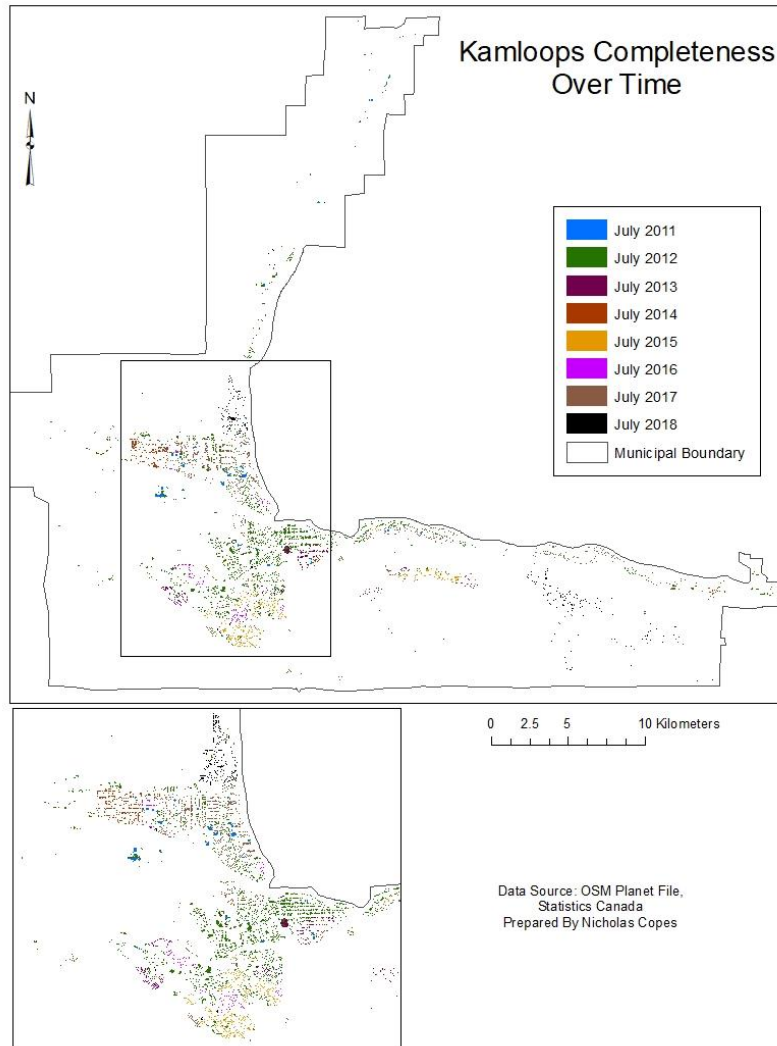 Kamloops Completeness
Over Time
N
July 2011
July 2012
July 2013
July 2014
July 2015
July 2016
July 2017
July 2018
Municipal Boundary
0 2.5 5 10 Kilometers
Data Source: OSM Planet File,
Statistics Canada
Prepared By Nicholas Copes